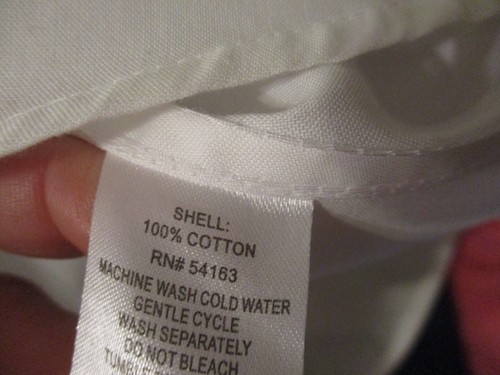 SHELL:
100% COTTON
RN# 54163
MACHINE WASH COLD WATER
GENTLE CYCLE
WASH SEPARATELY
DO NOT BLEACH